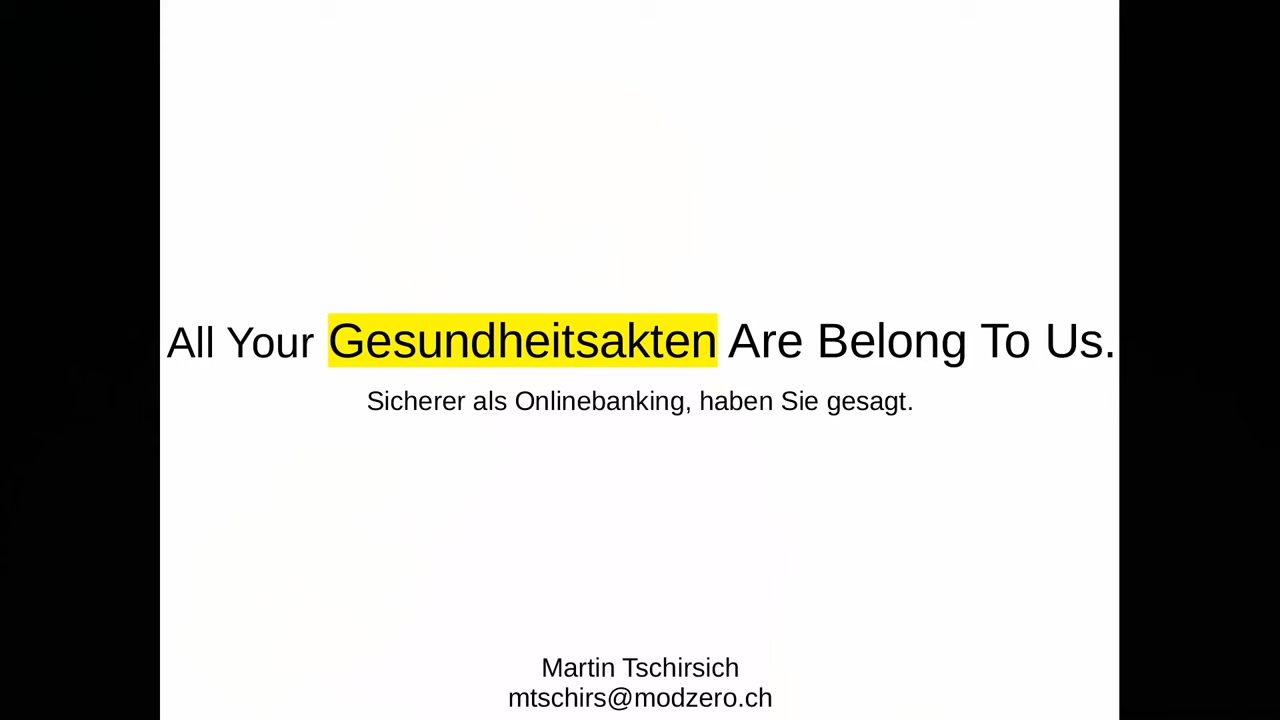 All Your Gesundheitsakten Are Belong To Us.
Sicherer als Onlinebanking, haben Sie gesagt.
Martin Tschirsich
mtschirs@modzero.ch